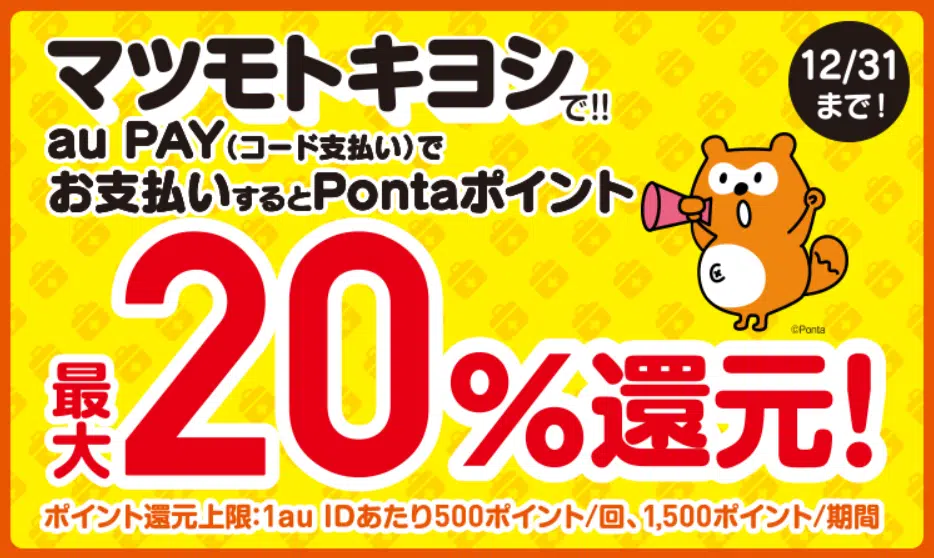 マツモトキヨシで!!
12/31
まで!
au PAY(コード支払い)で
お支払いするとPontaポイント
©Ponta
最大20%還元!
ポイント還元上限:1au IDあたり500ポイント/回、1,500ポイント/期間